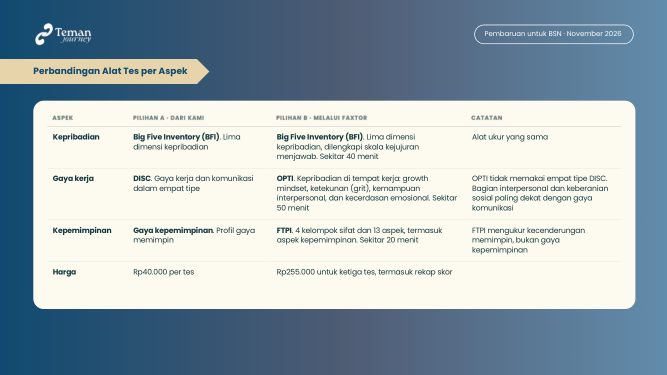 Teman
journey
Pembaruan untuk BSN · November 2026
Perbandingan Alat Tes per Aspek
ASPEK
PILIHAN A · DARI KAMI
PILIHAN B · MELALUI FAXTOR
CATATAN
Kepribadian
Big Five Inventory (BFI). Lima
dimensi kepribadian
Big Five Inventory (BFI). Lima dimensi
kepribadian, dilengkapi skala kejujuran
menjawab. Sekitar 40 menit
Alat ukur yang sama
Gaya kerja
DISC. Gaya kerja dan komunikasi
dalam empat tipe
OPTI. Kepribadian di tempat kerja: growth
mindset, ketekunan (grit), kemampuan
interpersonal, dan kecerdasan emosional. Sekitar
50 menit
OPTI tidak memakai empat tipe DISC.
Bagian interpersonal dan keberanian
sosial paling dekat dengan gaya
komunikasi
Kepemimpinan
Gaya kepemimpinan. Profil gaya
memimpin
FTPI. 4 kelompok sifat dan 13 aspek, termasuk
aspek kepemimpinan. Sekitar 20 menit
FTPI mengukur kecenderungan
memimpin, bukan gaya
kepemimpinan
Harga
Rp40.000 per tes
Rp255.000 untuk ketiga tes, termasuk rekap skor